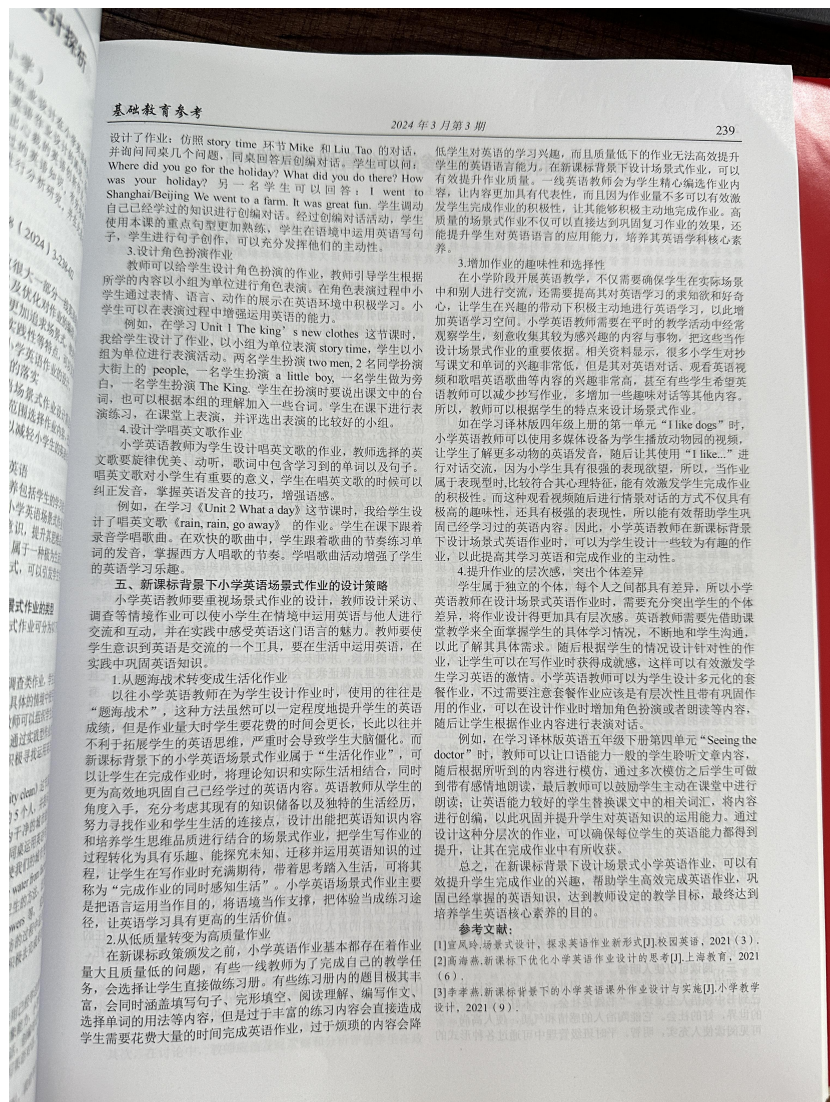 基础教育参考
2024 年 3 月第 3 期
239
设计了作业：仿照 story time 环节 Mike 和 Liu Tao 的对话，
并询问同桌几个问题，同桌回答后创编对话。学生可以问：
Where did you go for the holiday? What did you do there? How
was your holiday? 另一名学生可以回答：I went to
Shanghai/Beijing We went to a farm. It was great fun. 学生调动
自己已经学过的知识进行创编对话。经过创编对话活动，学生
使用本课的重点句型更加熟练，学生在语境中运用英语写句
子，学生进行句子创作，可以充分发挥他们的主动性。
3.设计角色扮演作业
教师可以给学生设计角色扮演的作业，教师引导学生根据
所学的内容以小组为单位进行角色表演。在角色表演过程中小
学生通过表情、语言、动作的展示在英语环境中积极学习。小
学生可以在表演过程中增强运用英语的能力。
例如，在学习 Unit 1 The king’s new clothes 这节课时，
我给学生设计了作业，以小组为单位表演 story time，学生以小
组为单位进行表演活动。两名学生扮演 two men, 2 名同学扮演
大街上的 people, 一名学生扮演 a little boy, 一名学生做为旁
白，一名学生扮演 The King. 学生在扮演时要说出课文中的台
词，也可以根据本组的理解加入一些台词。学生在课下进行表
演练习，在课堂上表演，并评选出表演的比较好的小组。
4.设计学唱英文歌作业
小学英语教师为学生设计唱英文歌的作业，教师选择的英
文歌要旋律优美、动听，歌词中包含学习到的单词以及句子。
唱英文歌对小学生有重要的意义，学生在唱英文歌的时候可以
纠正发音，掌握英语发音的技巧，增强语感。
例如，在学习《Unit 2 What a day》这节课时，我给学生设
计了唱英文歌《rain, rain, go away》 的作业。学生在课下跟着
录音学唱歌曲。在欢快的歌曲中，学生跟着歌曲的节奏练习单
词的发音，掌握西方人唱歌的节奏。学唱歌曲活动增强了学生
的英语学习乐趣。
五、新课标背景下小学英语场景式作业的设计策略
小学英语教师要重视场景式作业的设计，教师设计采访、
调查等情境作业可以使小学生在情境中运用英语与他人进行
交流和互动，并在实践中感受英语这门语言的魅力。教师要使
学生意识到英语是交流的一个工具，要在生活中运用英语，在
实践中巩固英语知识。
1.从题海战术转变成生活化作业
以往小学英语教师在为学生设计作业时，使用的往往是
“题海战术”，这种方法虽然可以一定程度地提升学生的英语
成绩，但是作业量大时学生要花费的时间会更长，长此以往并
不利于拓展学生的英语思维，严重时会导致学生大脑僵化。而
新课标背景下的小学英语场景式作业属于“生活化作业”，可
以让学生在完成作业时，将理论知识和实际生活相结合，同时
更为高效地巩固自己已经学过的英语内容。英语教师从学生的
角度入手，充分考虑其现有的知识储备以及独特的生活经历，
努力寻找作业和学生生活的连接点，设计出能把英语知识内容
和培养学生思维品质进行结合的场景式作业，把学生写作业的
过程转化为具有乐趣、能探究未知、迁移并运用英语知识的过
程，让学生在写作业时充满期待，带着思考踏入生活，可将其
称为“完成作业的同时感知生活”。小学英语场景式作业主要
是把语言运用当作目的，将语境当作支撑，把体验当成练习途
径，让英语学习具有更高的生活价值。
2.从低质量转变为高质量作业
在新课标政策颁发之前，小学英语作业基本都存在着作业
量大且质量低的问题，有些一线教师为了完成自己的教学任
务，会选择让学生直接做练习册。有些练习册内的题目极其丰
富，会同时涵盖填写句子、完形填空、阅读理解、编写作文、
选择单词的用法等内容，但是过于丰富的练习内容会直接造成
学生需要花费大量的时间完成英语作业，过于烦琐的内容会降
低学生对英语的学习兴趣，而且质量低下的作业无法高效提升
学生的英语语言能力。在新课标背景下设计场景式作业，可以
有效提升作业质量。一线英语教师会为学生精心编选作业内
容，让内容更加具有代表性，而且因为作业量不多可以有效激
发学生完成作业的积极性，让其能够积极主动地完成作业。高
质量的场景式作业不仅可以直接达到巩固复习作业的效果，还
能提升学生对英语语言的应用能力，培养其英语学科核心素
养。
3.增加作业的趣味性和选择性
在小学阶段开展英语教学，不仅需要确保学生在实际场景
中和别人进行交流，还需要提高其对英语学习的求知欲和好奇
心，让学生在兴趣的带动下积极主动地进行英语学习，以此增
加英语学习空间。小学英语教师需要在平时的教学活动中经常
观察学生，刻意收集其较为感兴趣的内容与事物，把这些当作
设计场景式作业的重要依据。相关资料显示，很多小学生对抄
写课文和单词的兴趣非常低，但是其对英语对话、观看英语视
频和歌唱英语歌曲等内容的兴趣非常高，甚至有些学生希望英
语教师可以减少抄写作业，多增加一些趣味对话等其他内容。
所以，教师可以根据学生的特点来设计场景式作业。
如在学习译林版四年级上册的第一单元“I like dogs”时，
小学英语教师可以使用多媒体设备为学生播放动物园的视频，
让学生了解更多动物的英语发音，随后让其使用“I like...”进
行对话交流，因为小学生具有很强的表现欲望，所以，当作业
属于表现型时,比较符合其心理特征，能有效激发学生完成作业
的积极性。而这种观看视频随后进行情景对话的方式不仅具有
极高的趣味性，还具有极强的表现性，所以能有效帮助学生巩
固已经学习过的英语内容。因此，小学英语教师在新课标背景
下设计场景式英语作业时，可以为学生设计一些较为有趣的作
业，以此提高其学习英语和完成作业的主动性。
4.提升作业的层次感，突出个体差异
学生属于独立的个体，每个人之间都具有差异，所以小学
英语教师在设计场景式英语作业时，需要充分突出学生的个体
差异，将作业设计得更加具有层次感。英语教师需要先借助课
堂教学来全面掌握学生的具体学习情况，不断地和学生沟通，
以此了解其具体需求。随后根据学生的情况设计针对性的作
业，让学生可以在写作业时获得成就感，这样可以有效激发学
生学习英语的激情。小学英语教师可以为学生设计多元化的套
餐作业，不过需要注意套餐作业应该是有层次性且带有巩固作
用的作业，可以在设计作业时增加角色扮演或者朗读等内容，
随后让学生根据作业内容进行表演对话。
例如，在学习译林版英语五年级下册第四单元“Seeing the
doctor”时，教师可以让口语能力一般的学生聆听文章内容，
随后根据所听到的内容进行模仿，通过多次模仿之后学生可做
到带有感情地朗读，最后教师可以鼓励学生主动在课堂中进行
朗读；让英语能力较好的学生替换课文中的相关词汇，将内容
进行创编，以此巩固并提升学生对英语知识的运用能力。通过
设计这种分层次的作业，可以确保每位学生的英语能力都得到
提升，让其在完成作业中有所收获。
总之，在新课标背景下设计场景式小学英语作业，可以有
效提升学生完成作业的兴趣，帮助学生高效完成英语作业，巩
固已经掌握的英语知识，达到教师设定的教学目标，最终达到
培养学生英语核心素养的目的。
参考文献：
[1]宣凤玲.场景式设计，探求英语作业新形式[J].校园英语，2021（3）.
[2]高海燕.新课标下优化小学英语作业设计的思考[J].上海教育，2021
（6）.
[3]李孝燕.新课标背景下的小学英语课外作业设计与实施[J].小学教学
设计，2021（9）.